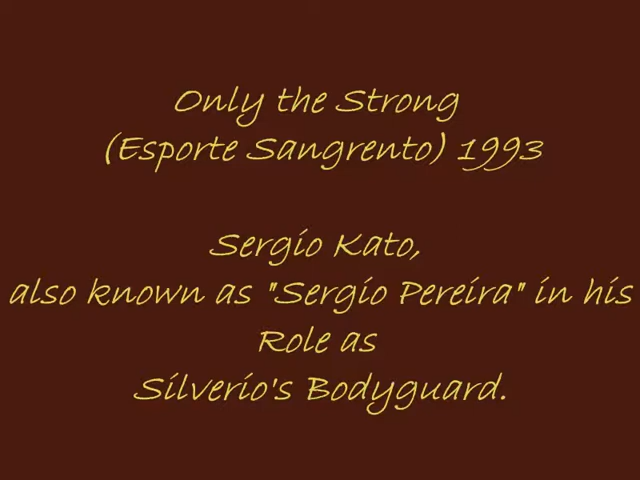 Only the Strong
(Esporte Sangrento) 1993
Sergio Kato,
also known as "Sergio Pereira" in his
Role as
Silverio's Bodyguard.